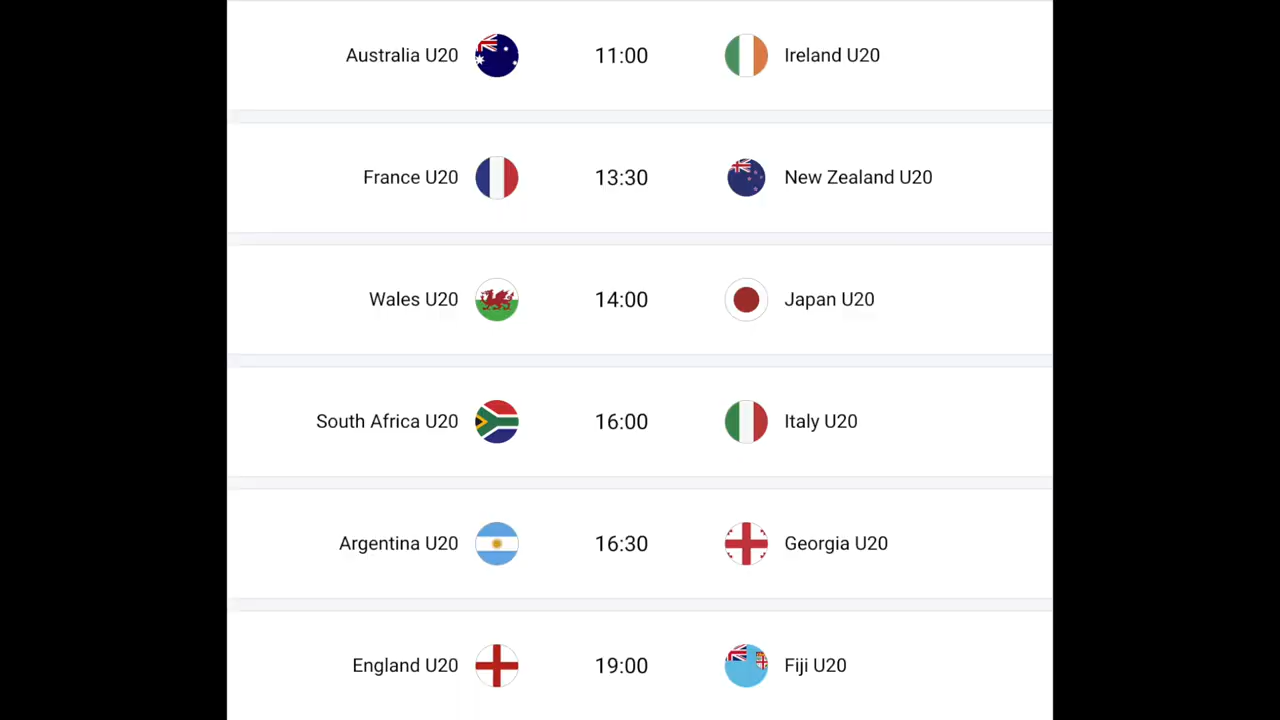 Australia U20 11:00 Ireland U20
France U20 13:30 New Zealand U20
Wales U20 14:00 Japan U20
South Africa U20 16:00 Italy U20
Argentina U20 16:30 Georgia U20
England U20 19:00 Fiji U20